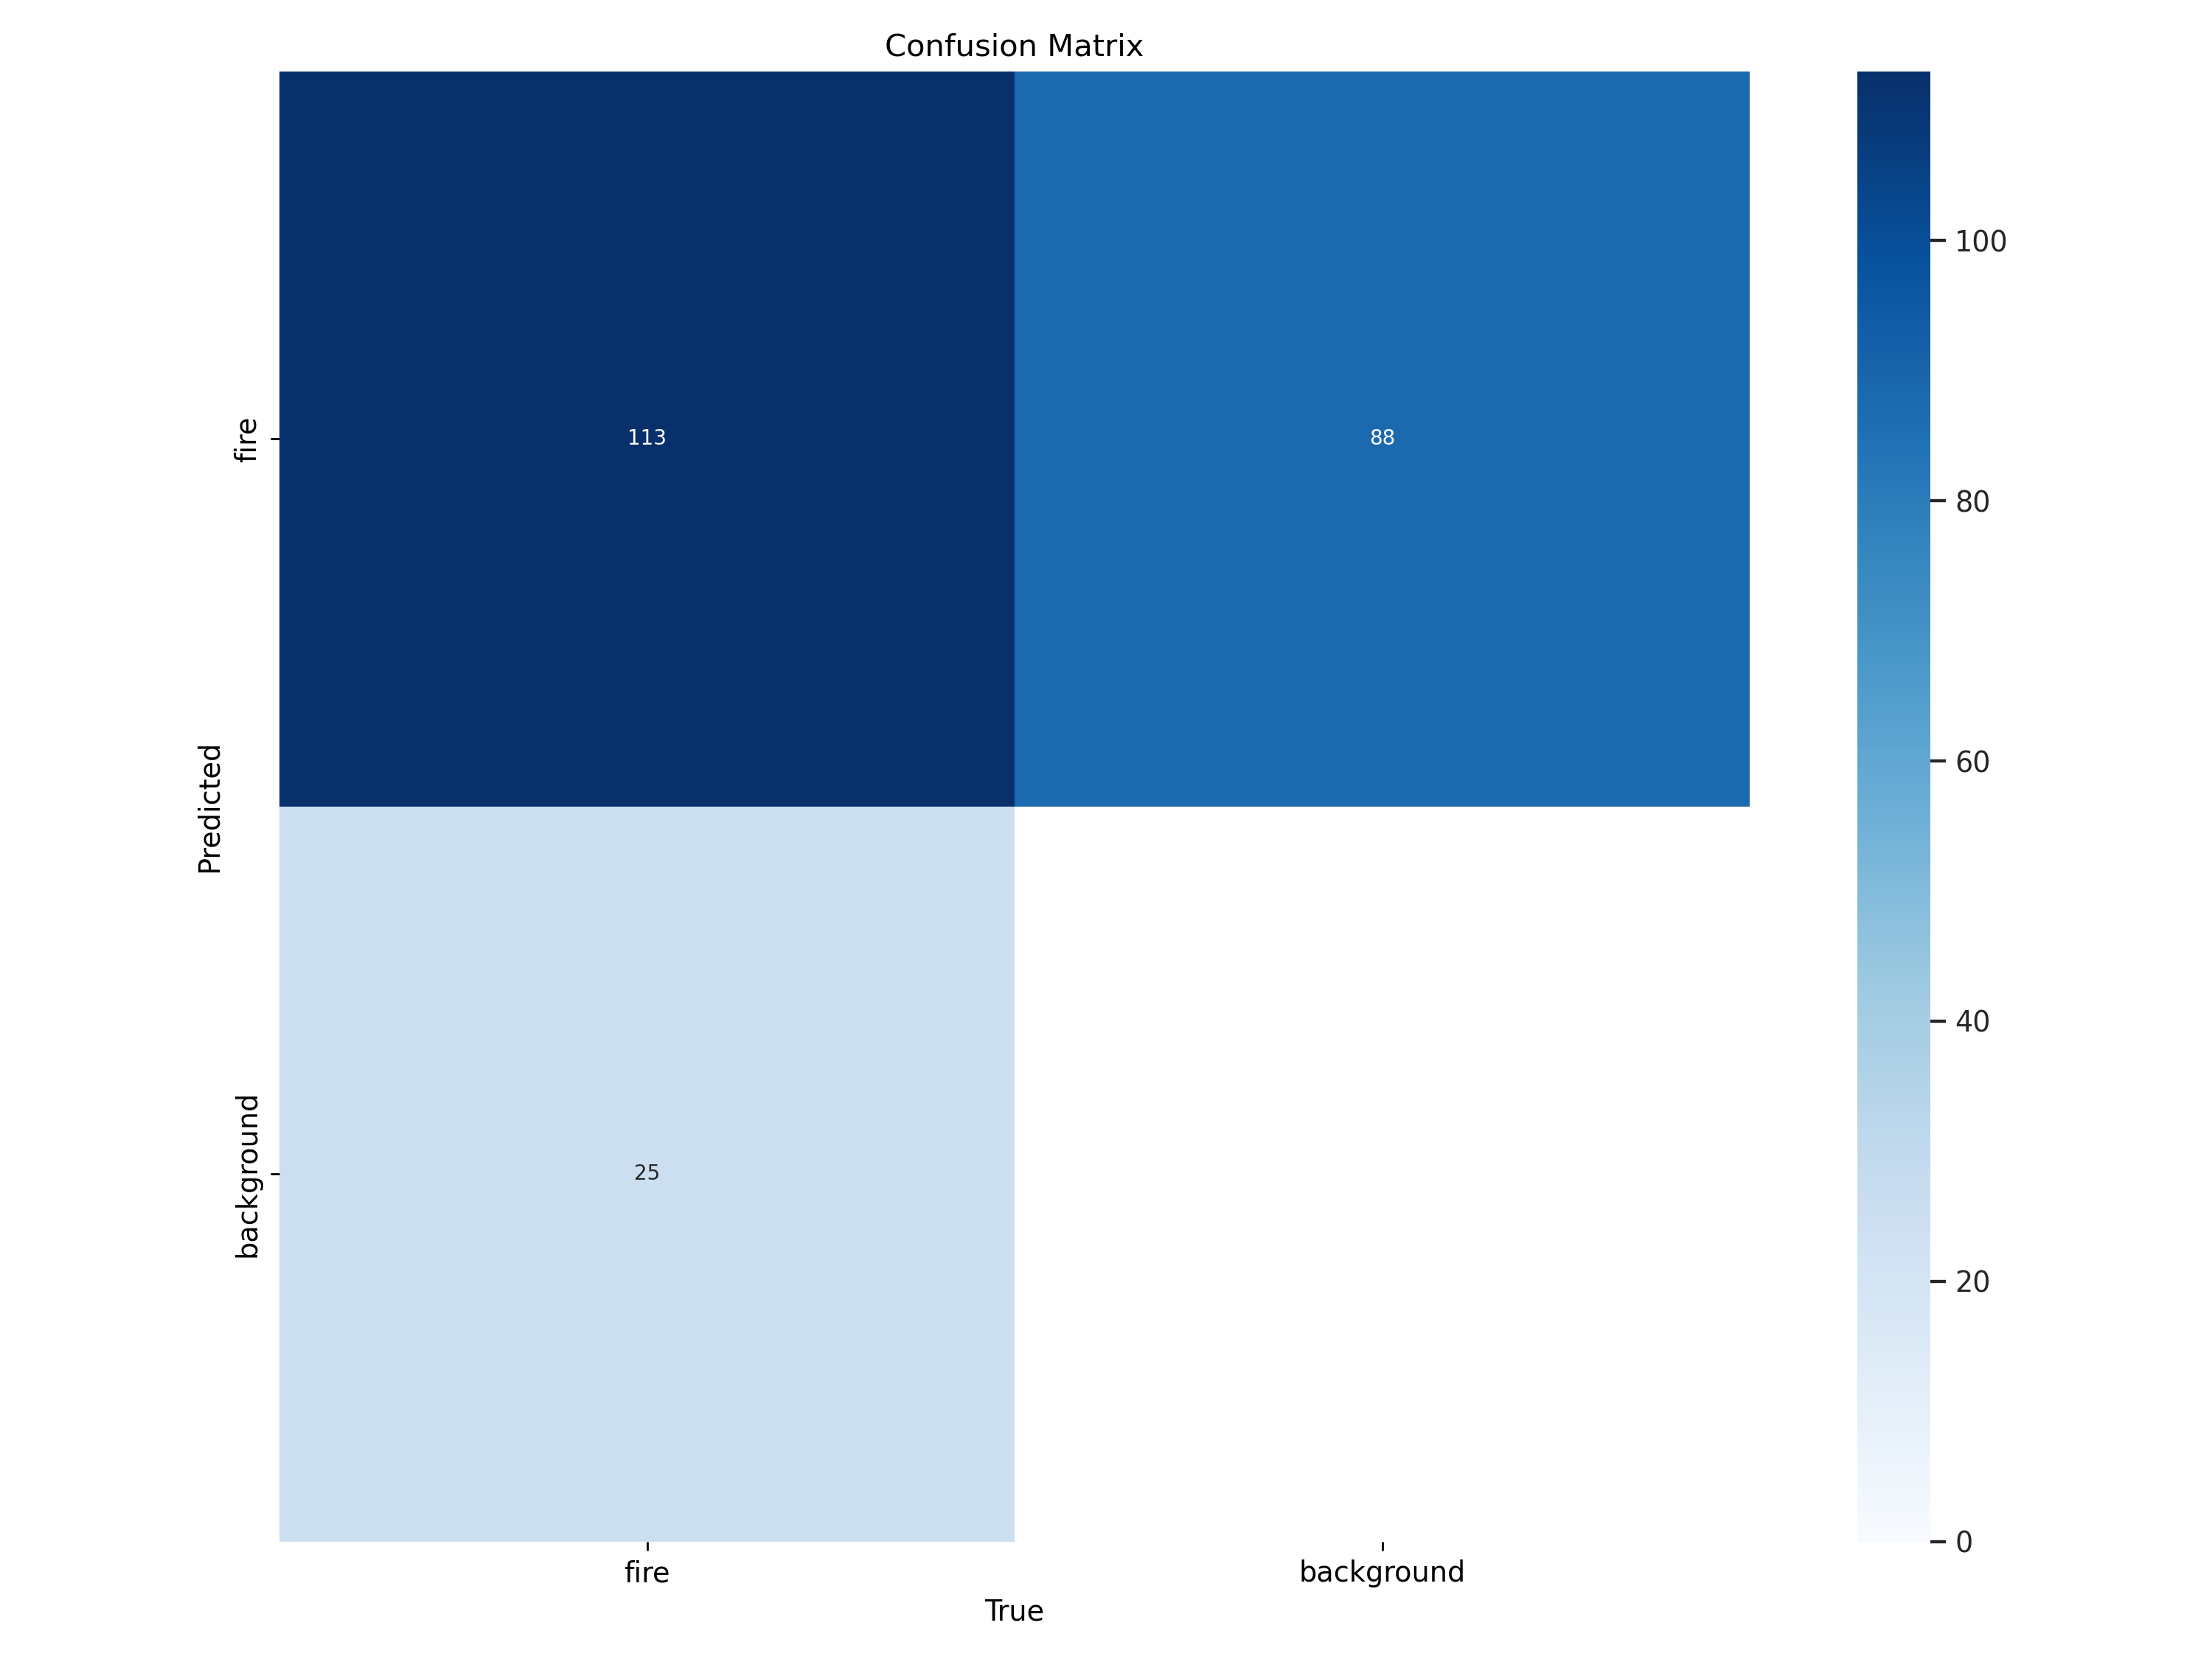 Confusion Matrix
fire
113
88
Predicted
background
25
fire
background
True
100
80
60
40
20
0